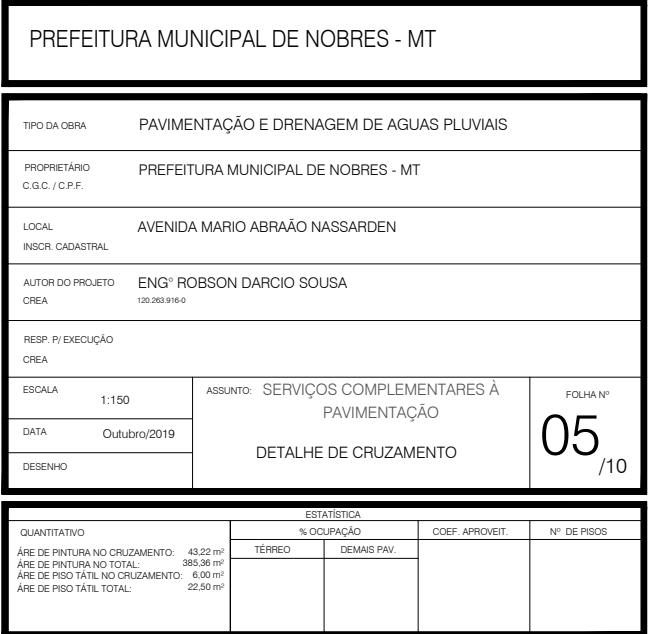 PREFEITURA MUNICIPAL DE NOBRES - MT
TIPO DA OBRA PAVIMENTAÇÃO E DRENAGEM DE AGUAS PLUVIAIS
PROPRIETÁRIO PREFEITURA MUNICIPAL DE NOBRES - MT
C.G.C. / C.P.F.
LOCAL AVENIDA MARIO ABRAÃO NASSARDEN
INSCR. CADASTRAL
AUTOR DO PROJETO ENG° ROBSON DARCIO SOUSA
CREA 120.263.916-0
RESP. P/ EXECUÇÃO
CREA
ESCALA 1:150
DATA Outubro/2019
DESENHO
ASSUNTO: SERVIÇOS COMPLEMENTARES À
PAVIMENTAÇÃO
DETALHE DE CRUZAMENTO
FOLHA Nº
05
/10
ESTATÍSTICA
QUANTITATIVO % OCUPAÇÃO COEF. APROVEIT. Nº DE PISOS
TÉRREO DEMAIS PAV.
ÁRE DE PINTURA NO CRUZAMENTO: 43,22 m²
ÁRE DE PINTURA NO TOTAL: 385,36 m²
ÁRE DE PISO TÁTIL NO CRUZAMENTO: 6,00 m²
ÁRE DE PISO TÁTIL TOTAL: 22,50 m²